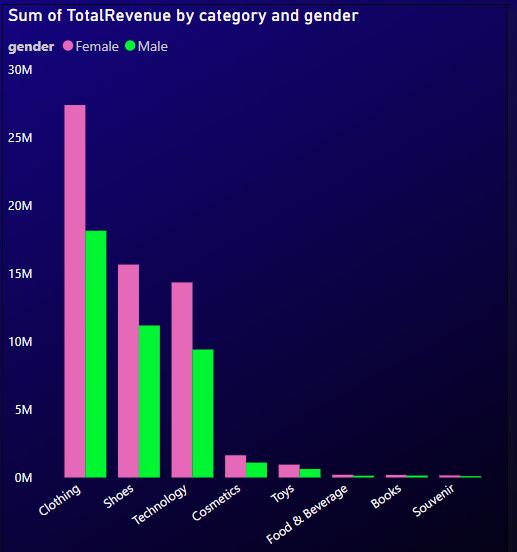 Sum of TotalRevenue by category and gender
gender Female Male
30M
25M
20M
15M
10M
5M
0M
Clothing
Shoes
Technology
Cosmetics
Toys
Food & Beverage
Books
Souvenir